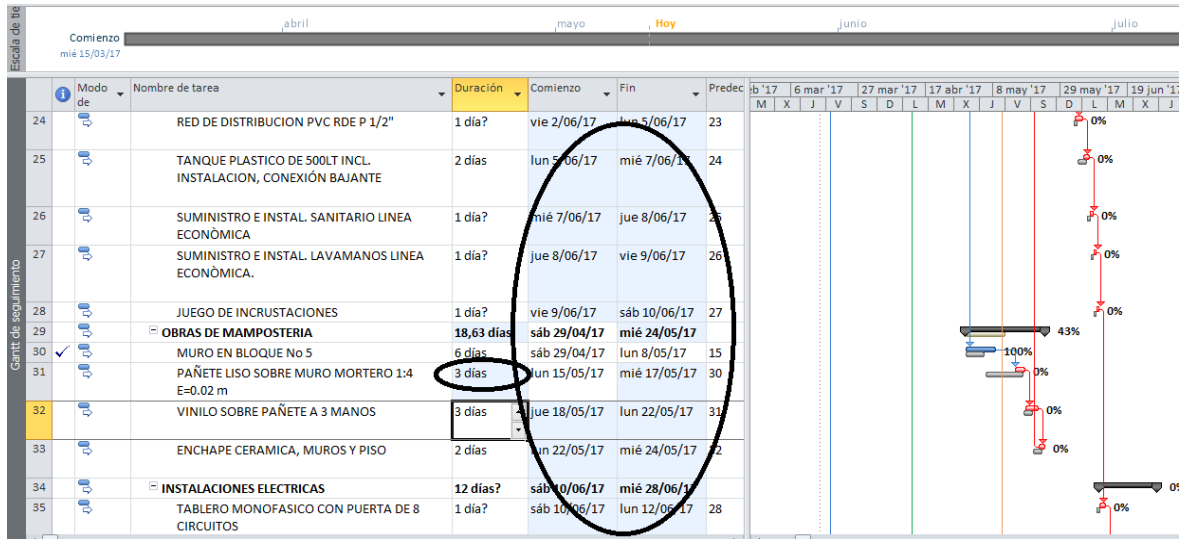 Escala de tie
abril
mayo
Hoy
junio
julio
Comienzo
mié 15/03/17
Gantt de seguimiento
Modo de
Nombre de tarea
Duración
Comienzo
Fin
Predec
eb '17
6 mar '17
27 mar '17
17 abr '17
8 may '17
29 may '17
19 jun '17
M X J V S D L M X J V S D L M X J
24 RED DE DISTRIBUCION PVC RDE P 1/2" 1 día? vie 2/06/17 lun 5/06/17 23
0%
25 TANQUE PLASTICO DE 500LT INCL. 2 días lun 5/06/17 mié 7/06/17 24
INSTALACION, CONEXIÓN BAJANTE
0%
26 SUMINISTRO E INSTAL. SANITARIO LINEA 1 día? mié 7/06/17 jue 8/06/17 25
ECONÒMICA
0%
27 SUMINISTRO E INSTAL. LAVAMANOS LINEA 1 día? jue 8/06/17 vie 9/06/17 26
ECONÒMICA.
0%
28 JUEGO DE INCRUSTACIONES 1 día? vie 9/06/17 sáb 10/06/17 27
0%
29 OBRAS DE MAMPOSTERIA 18,63 días sáb 29/04/17 mié 24/05/17
43%
30 MURO EN BLOQUE No 5 6 días sáb 29/04/17 lun 8/05/17 15
100%
31 PAÑETE LISO SOBRE MURO MORTERO 1:4 3 días lun 15/05/17 mié 17/05/17 30
E=0.02 m
0%
32 VINILO SOBRE PAÑETE A 3 MANOS 3 días jue 18/05/17 lun 22/05/17 31
0%
33 ENCHAPE CERAMICA, MUROS Y PISO 2 días lun 22/05/17 mié 24/05/17 32
0%
34 INSTALACIONES ELECTRICAS 12 días? sáb 10/06/17 mié 28/06/17
0%
35 TABLERO MONOFASICO CON PUERTA DE 8 1 día? sáb 10/06/17 lun 12/06/17 28
CIRCUITOS
0%